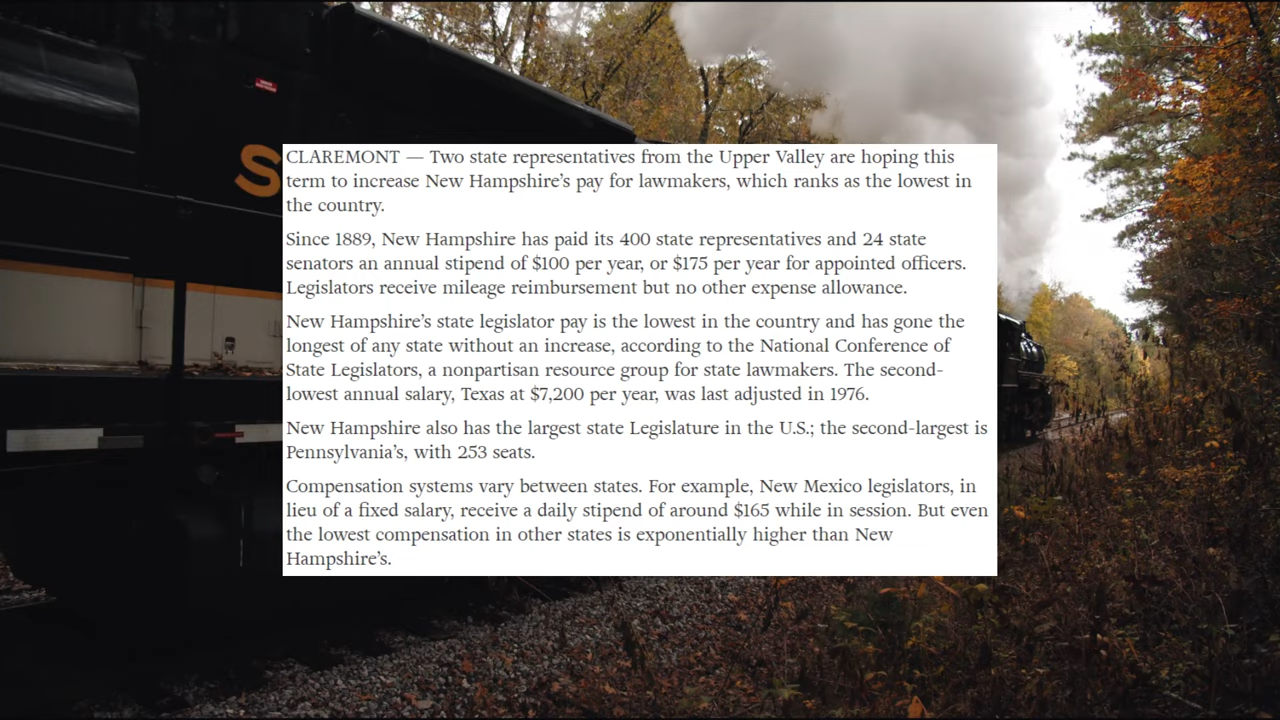 S
CLAREMONT — Two state representatives from the Upper Valley are hoping this
term to increase New Hampshire's pay for lawmakers, which ranks as the lowest in
the country.
Since 1889, New Hampshire has paid its 400 state representatives and 24 state
senators an annual stipend of $100 per year, or $175 per year for appointed officers.
Legislators receive mileage reimbursement but no other expense allowance.
New Hampshire's state legislator pay is the lowest in the country and has gone the
longest of any state without an increase, according to the National Conference of
State Legislators, a nonpartisan resource group for state lawmakers. The second-
lowest annual salary, Texas at $7,200 per year, was last adjusted in 1976.
New Hampshire also has the largest state Legislature in the U.S.; the second-largest is
Pennsylvania's, with 253 seats.
Compensation systems vary between states. For example, New Mexico legislators, in
lieu of a fixed salary, receive a daily stipend of around $165 while in session. But even
the lowest compensation in other states is exponentially higher than New
Hampshire's.